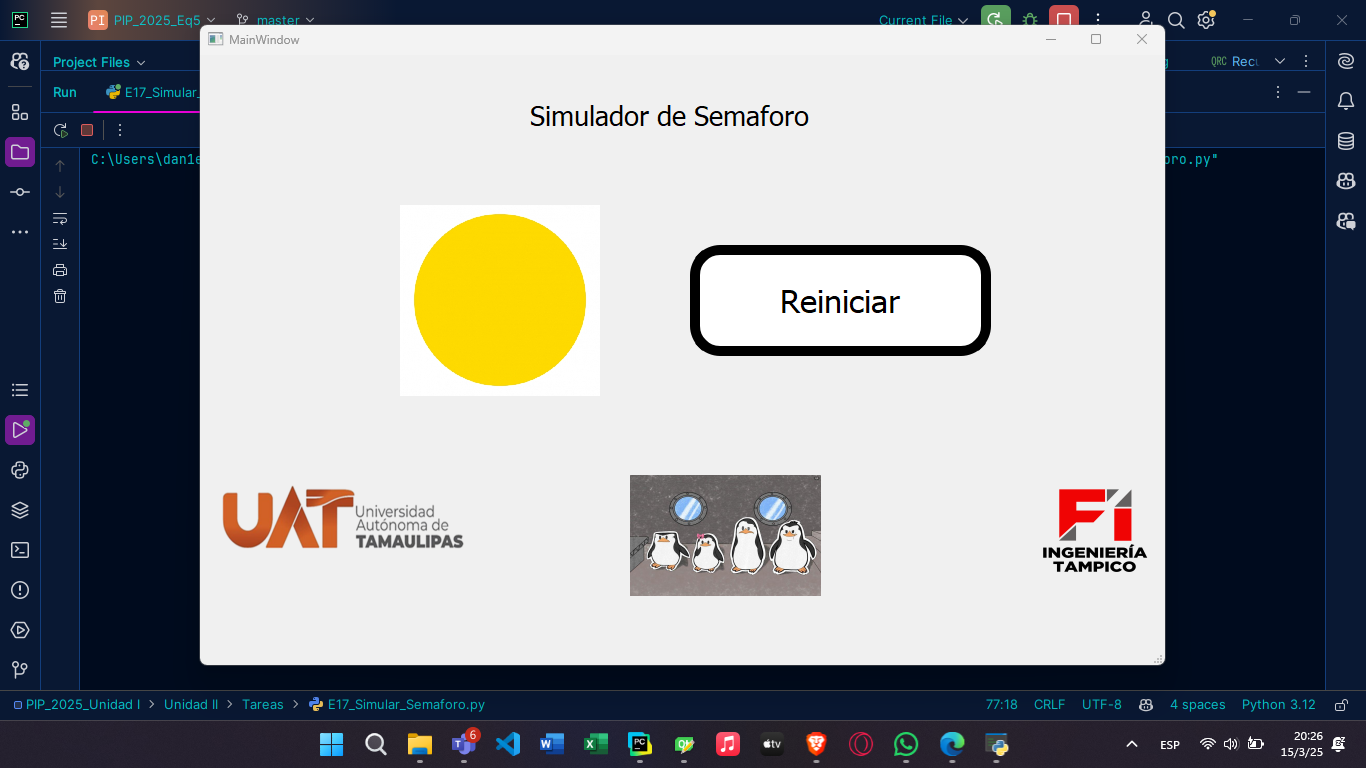 PC
PI PIP_2025_Eq5
master
Current File
MainWindow
Project Files
QRC Recu
Run
E17_Simular_
C:\Users\dan1e
oro.py"
Simulador de Semaforo
Reiniciar
UAT Universidad
Autónoma de
TAMAULIPAS
Fi
INGENIERÍA
TAMPICO
PIP_2025_Unidad I > Unidad II > Tareas > E17_Simular_Semaforo.py
77:18 CRLF UTF-8 4 spaces Python 3.12
6
tv
ESP
20:26
15/3/25